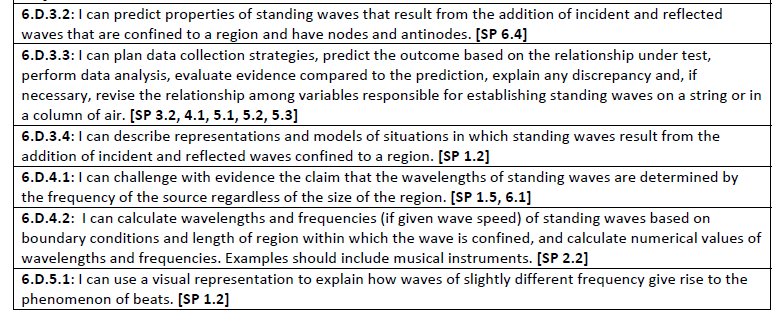 6.D.3.2: I can predict properties of standing waves that result from the addition of incident and reflected
waves that are confined to a region and have nodes and antinodes. [SP 6.4]
6.D.3.3: I can plan data collection strategies, predict the outcome based on the relationship under test,
perform data analysis, evaluate evidence compared to the prediction, explain any discrepancy and, if
necessary, revise the relationship among variables responsible for establishing standing waves on a string or in
a column of air. [SP 3.2, 4.1, 5.1, 5.2, 5.3]
6.D.3.4: I can describe representations and models of situations in which standing waves result from the
addition of incident and reflected waves confined to a region. [SP 1.2]
6.D.4.1: I can challenge with evidence the claim that the wavelengths of standing waves are determined by
the frequency of the source regardless of the size of the region. [SP 1.5, 6.1]
6.D.4.2: I can calculate wavelengths and frequencies (if given wave speed) of standing waves based on
boundary conditions and length of region within which the wave is confined, and calculate numerical values of
wavelengths and frequencies. Examples should include musical instruments. [SP 2.2]
6.D.5.1: I can use a visual representation to explain how waves of slightly different frequency give rise to the
phenomenon of beats. [SP 1.2]